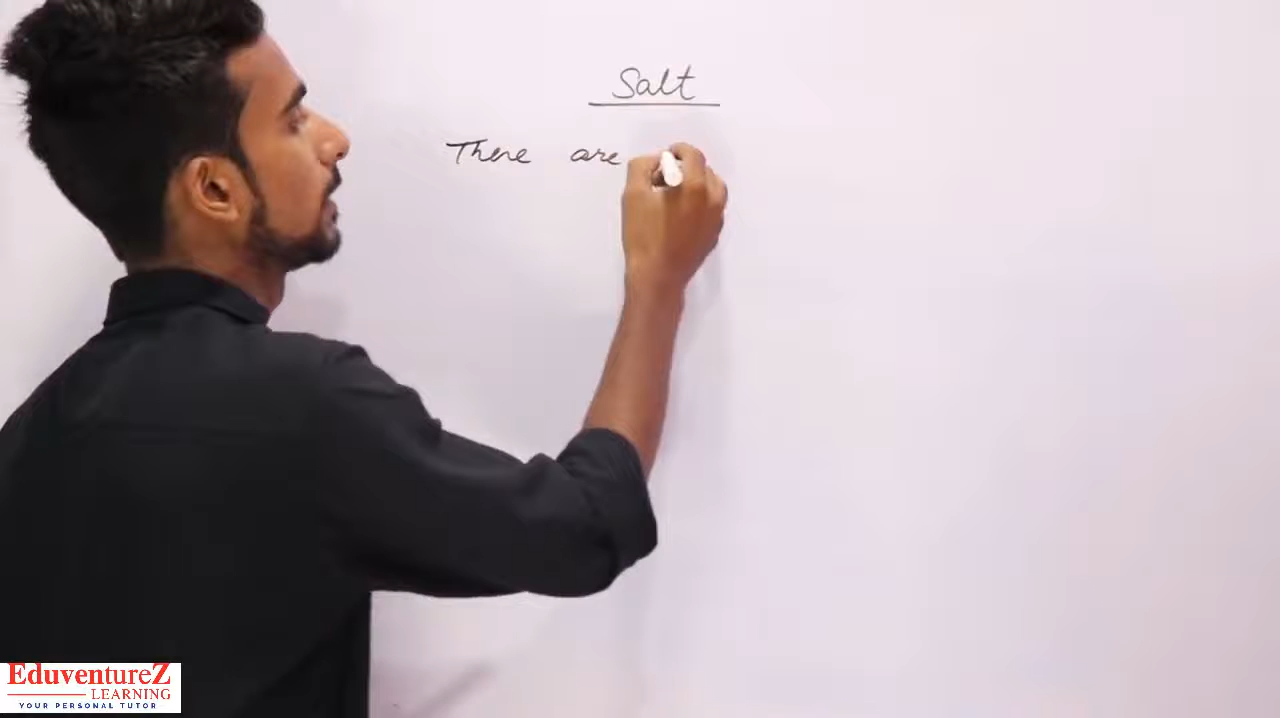 Salt
There are
EduventureZ
LEARNING
YOUR PERSONAL TUTOR